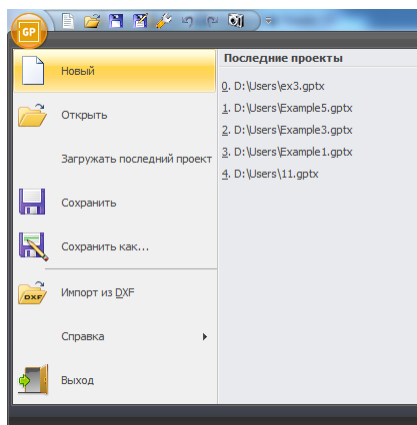 GP
Новый
Открыть
Загружать последний проект
Сохранить
Сохранить как...
DXF
Импорт из DXF
Справка
Выход
Последние проекты
0. D:\Users\ex3.gptx
1. D:\Users\Example5.gptx
2. D:\Users\Example3.gptx
3. D:\Users\Example1.gptx
4. D:\Users\11.gptx